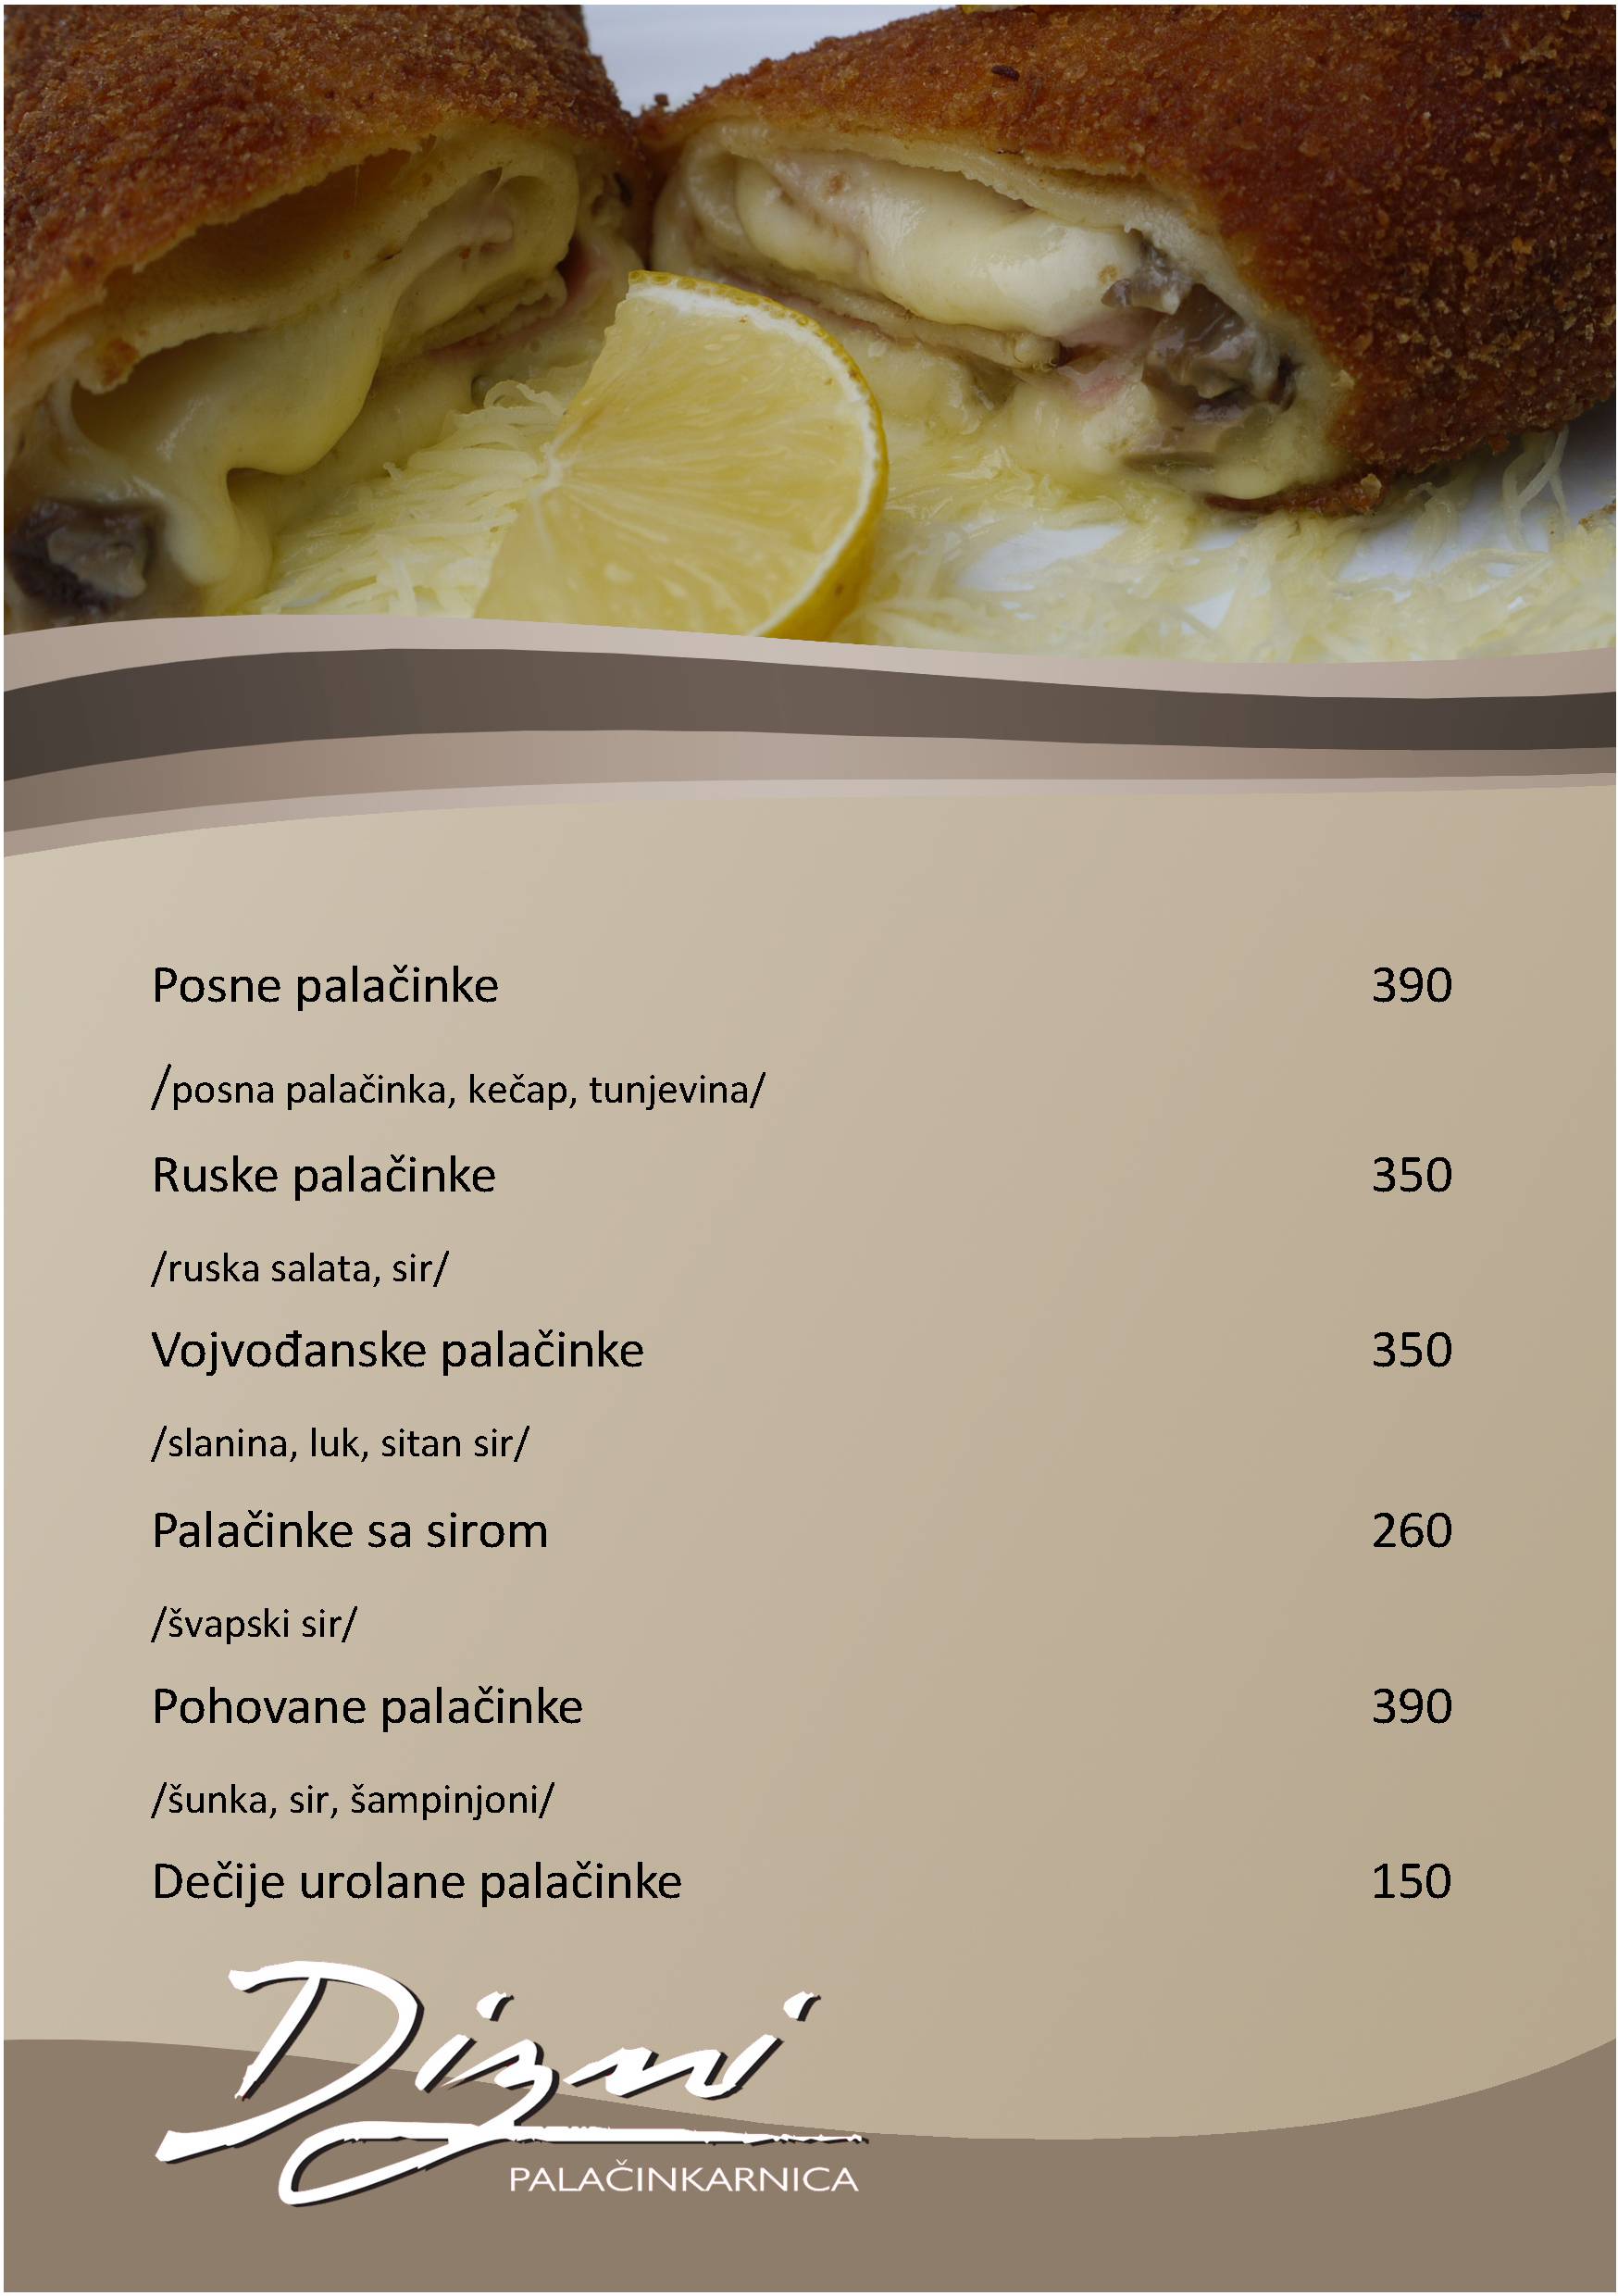 Posne palačinke 390
/posna palačinka, kečap, tunjevina/
Ruske palačinke 350
/ruska salata, sir/
Vojvođanske palačinke 350
/slanina, luk, sitan sir/
Palačinke sa sirom 260
/švapski sir/
Pohovane palačinke 390
/šunka, sir, šampinjoni/
Dečije urolane palačinke 150
Dizni
PALAČINKARNICA